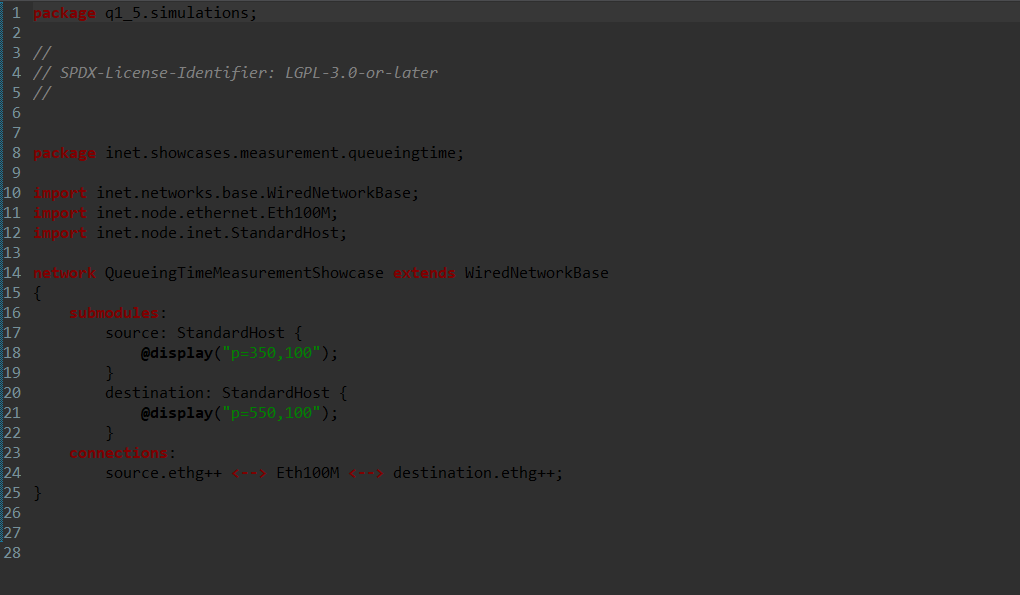 1 package q1_5.simulations;
2
3 //
4 // SPDX-License-Identifier: LGPL-3.0-or-later
5 //
6
7
8 package inet.showcases.measurement.queueingtime;
9
10 import inet.networks.base.WiredNetworkBase;
11 import inet.node.ethernet.Eth100M;
12 import inet.node.inet.StandardHost;
13
14 network QueueingTimeMeasurementShowcase extends WiredNetworkBase
15 {
16     submodules:
17         source: StandardHost {
18             @display("p=350,100");
19         }
20         destination: StandardHost {
21             @display("p=550,100");
22         }
23     connections:
24         source.ethg++ <--> Eth100M <--> destination.ethg++;
25 }
26
27
28